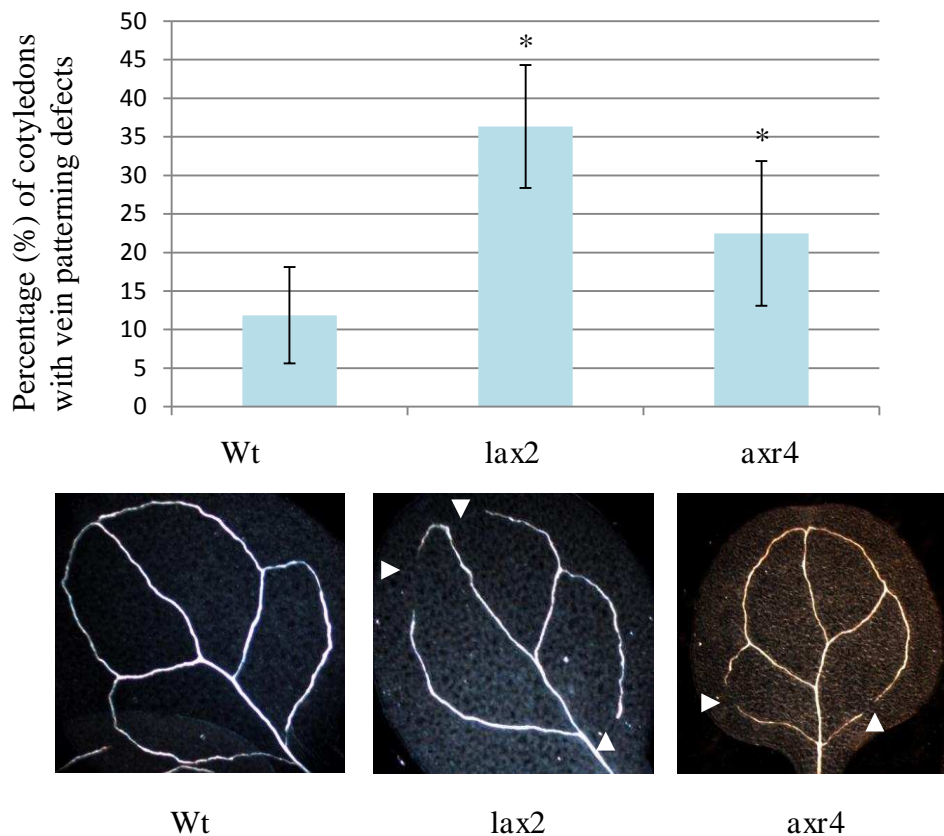 Percentage (%) of cotyledons
with vein patterning defects
50
45
40
35
30
25
20
15
10
5
0
*
*
Wt
lax2
axr4
Wt
lax2
axr4